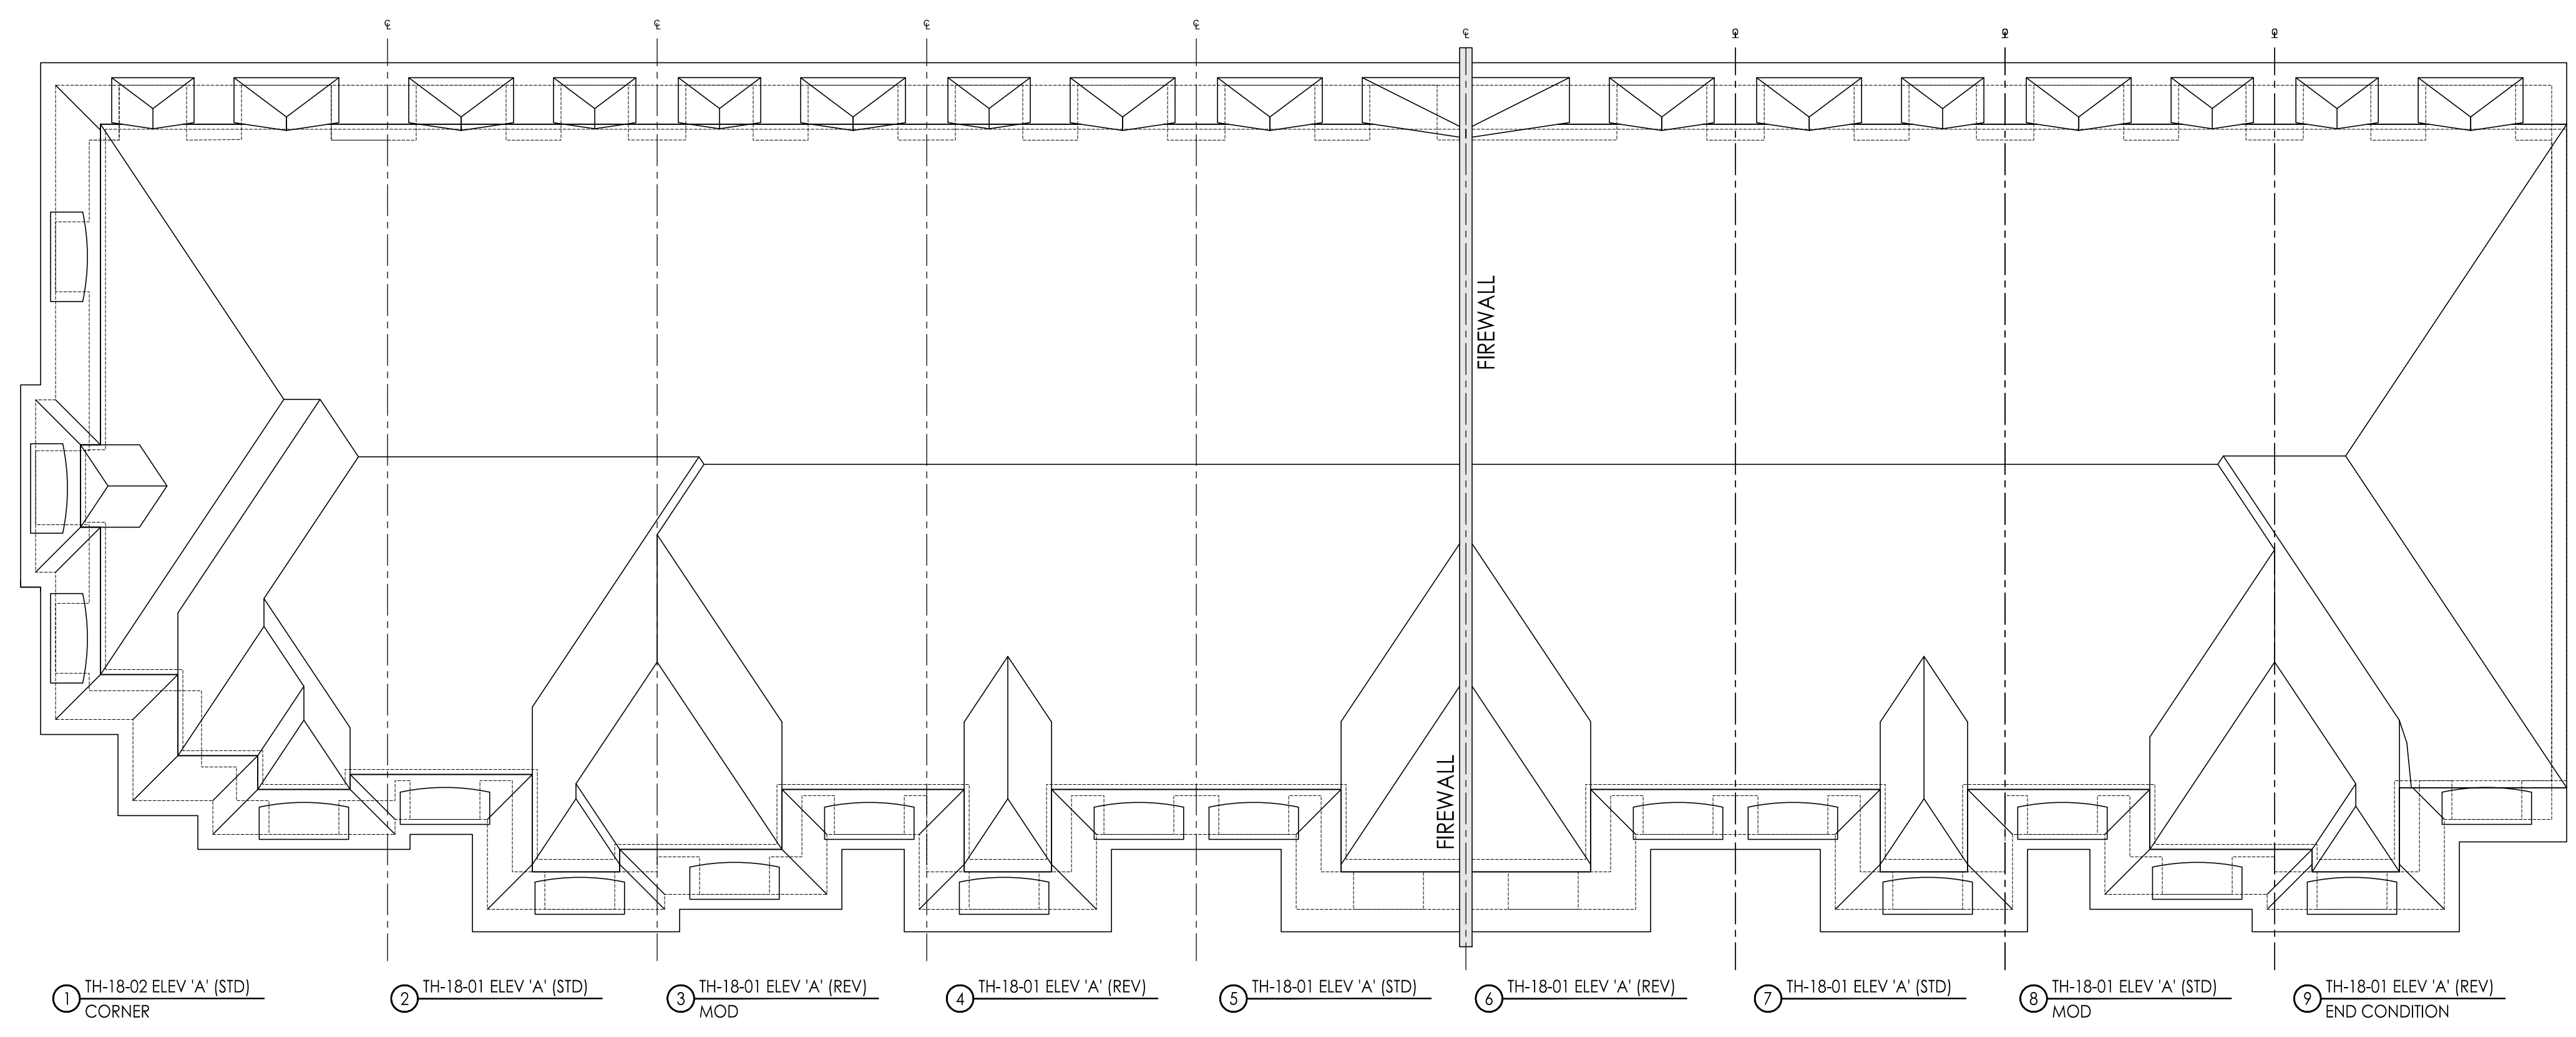 ℄ ℄ ℄ ℄ ℄ ℄ ℄ ℄
FIREWALL
FIREWALL
1 TH-18-02 ELEV 'A' (STD)
CORNER
2 TH-18-01 ELEV 'A' (STD)
3 TH-18-01 ELEV 'A' (REV)
MOD
4 TH-18-01 ELEV 'A' (REV)
5 TH-18-01 ELEV 'A' (STD)
6 TH-18-01 ELEV 'A' (REV)
7 TH-18-01 ELEV 'A' (STD)
8 TH-18-01 ELEV 'A' (STD)
MOD
9 TH-18-01 ELEV 'A' (REV)
END CONDITION